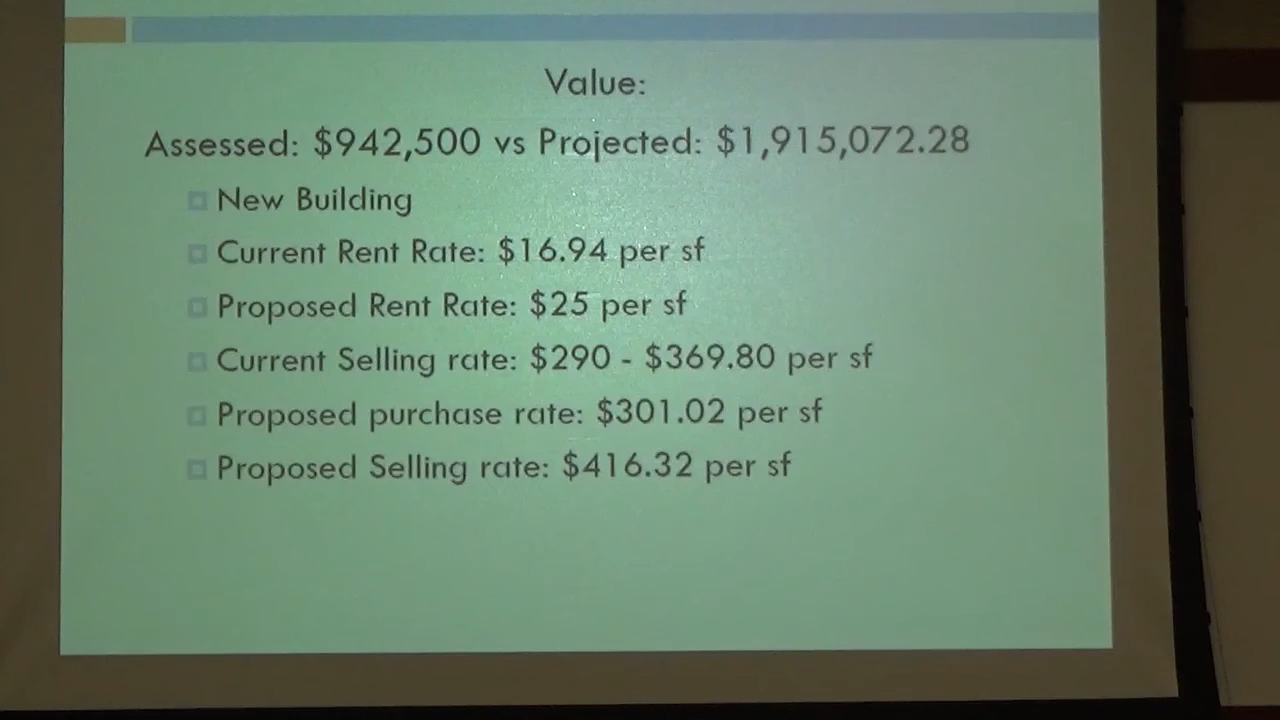 Value:
Assessed: $942,500 vs Projected: $1,915,072.28
New Building
Current Rent Rate: $16.94 per sf
Proposed Rent Rate: $25 per sf
Current Selling rate: $290 - $369.80 per sf
Proposed purchase rate: $301.02 per sf
Proposed Selling rate: $416.32 per sf